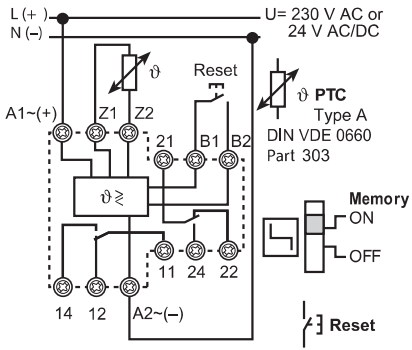 L (+)
U= 230 V AC or
N (–)
24 V AC/DC
ϑ
Reset
A1~(+) Z1 Z2
21 B1 B2
ϑ PTC
Type A
DIN VDE 0660
Part 303
ϑ ≷
Memory
ON
OFF
11 24 22
14 12 A2~(–)
Reset